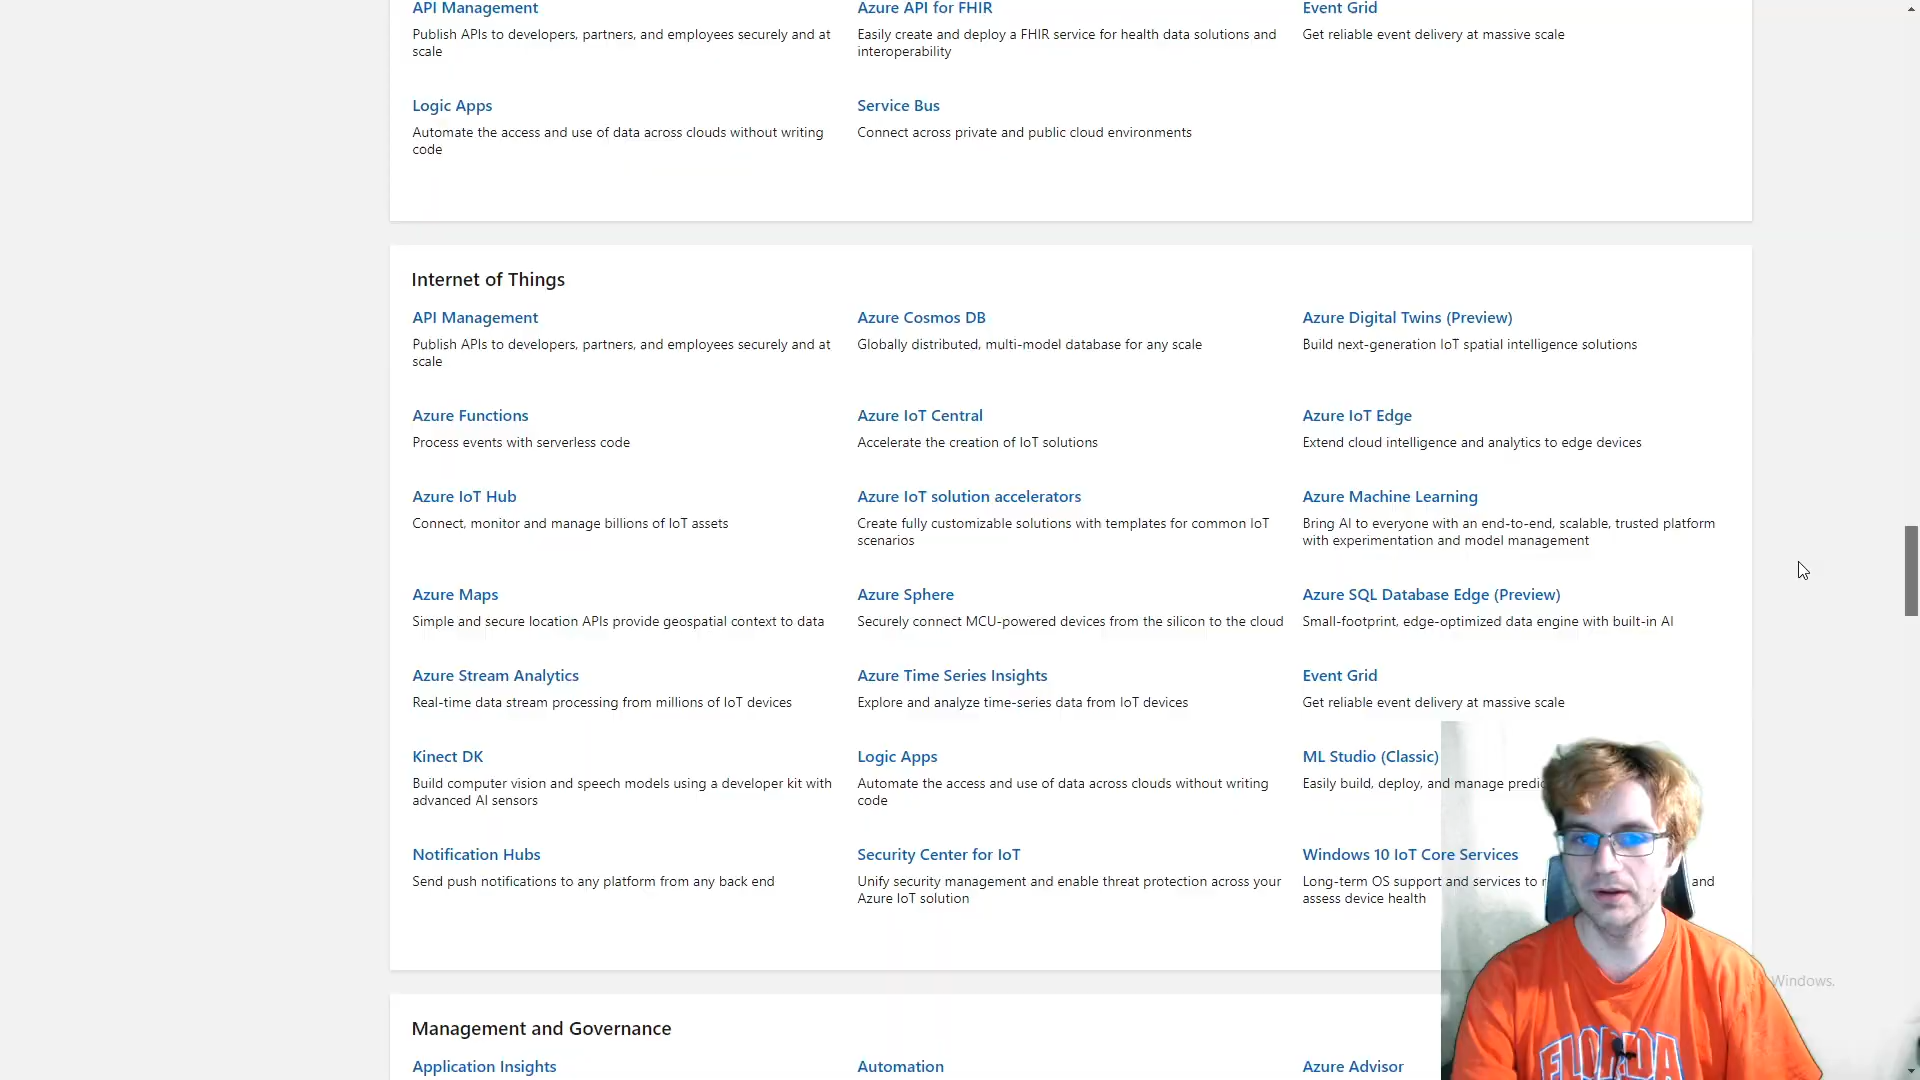 API Management
Publish APIs to developers, partners, and employees securely and at
scale
Azure API for FHIR
Easily create and deploy a FHIR service for health data solutions and
interoperability
Event Grid
Get reliable event delivery at massive scale
Logic Apps
Automate the access and use of data across clouds without writing
code
Service Bus
Connect across private and public cloud environments
Internet of Things
API Management
Publish APIs to developers, partners, and employees securely and at
scale
Azure Cosmos DB
Globally distributed, multi-model database for any scale
Azure Digital Twins (Preview)
Build next-generation IoT spatial intelligence solutions
Azure Functions
Process events with serverless code
Azure IoT Central
Accelerate the creation of IoT solutions
Azure IoT Edge
Extend cloud intelligence and analytics to edge devices
Azure IoT Hub
Connect, monitor and manage billions of IoT assets
Azure IoT solution accelerators
Create fully customizable solutions with templates for common IoT
scenarios
Azure Machine Learning
Bring AI to everyone with an end-to-end, scalable, trusted platform
with experimentation and model management
Azure Maps
Simple and secure location APIs provide geospatial context to data
Azure Sphere
Securely connect MCU-powered devices from the silicon to the cloud
Azure SQL Database Edge (Preview)
Small-footprint, edge-optimized data engine with built-in AI
Azure Stream Analytics
Real-time data stream processing from millions of IoT devices
Azure Time Series Insights
Explore and analyze time-series data from IoT devices
Event Grid
Get reliable event delivery at massive scale
Kinect DK
Build computer vision and speech models using a developer kit with
advanced AI sensors
Logic Apps
Automate the access and use of data across clouds without writing
code
ML Studio (Classic)
Easily build, deploy, and manage
Notification Hubs
Send push notifications to any platform from any back end
Security Center for IoT
Unify security management and enable threat protection across your
Azure IoT solution
Windows 10 IoT Core Services
Long-term OS support and services to and
assess device health
Windows.
Management and Governance
Application Insights
Automation
Azure Advisor
FLORIDA